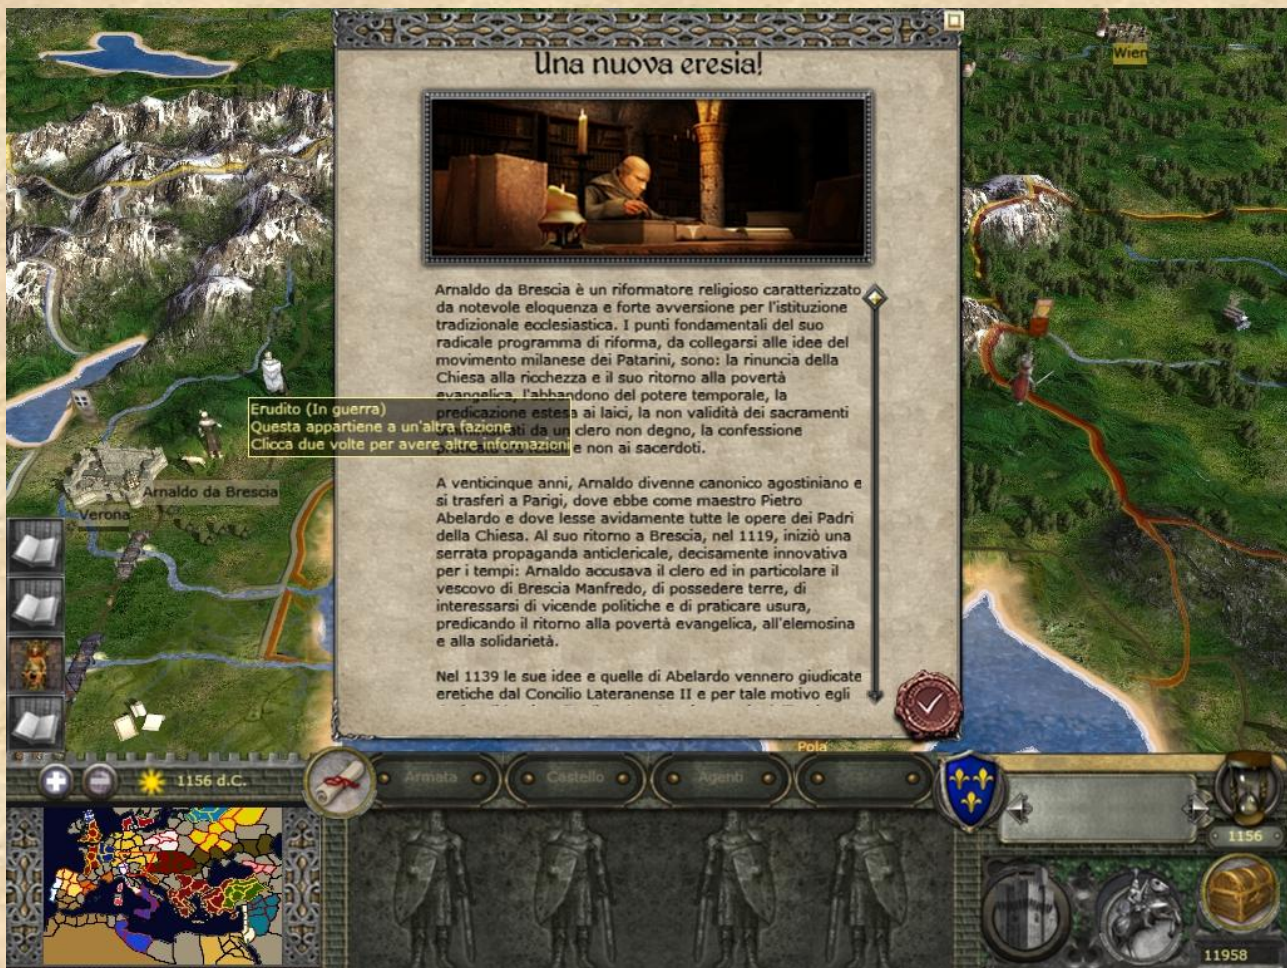 Una nuova eresia!
Wien
Arnaldo da Brescia è un riformatore religioso caratterizzato
da notevole eloquenza e forte avversione per l'istituzione
tradizionale ecclesiastica. I punti fondamentali del suo
radicale programma di riforma, da collegarsi alle idee del
movimento milanese dei Patarini, sono: la rinuncia della
Chiesa alla ricchezza e il suo ritorno alla povertà
evangelica, l'abbandono del potere temporale, la
predicazione estesa ai laici, la non validità dei sacramenti
da un clero non degno, la confessione
e non ai sacerdoti.
Erudito (In guerra)
Questa appartiene a un'altra fazione
Clicca due volte per avere altre informazioni
Arnaldo da Brescia
Verona
A venticinque anni, Arnaldo divenne canonico agostiniano e
si trasferì a Parigi, dove ebbe come maestro Pietro
Abelardo e dove lesse avidamente tutte le opere dei Padri
della Chiesa. Al suo ritorno a Brescia, nel 1119, iniziò una
serrata propaganda anticlericale, decisamente innovativa
per i tempi: Arnaldo accusava il clero ed in particolare il
vescovo di Brescia Manfredo, di possedere terre, di
interessarsi di vicende politiche e di praticare usura,
predicando il ritorno alla povertà evangelica, all'elemosina
e alla solidarietà.
Nel 1139 le sue idee e quelle di Abelardo vennero giudicate
eretiche dal Concilio Lateranense II e per tale motivo egli
Pola
1156 d.C.
Armata
Castello
Agenti
1156
11958